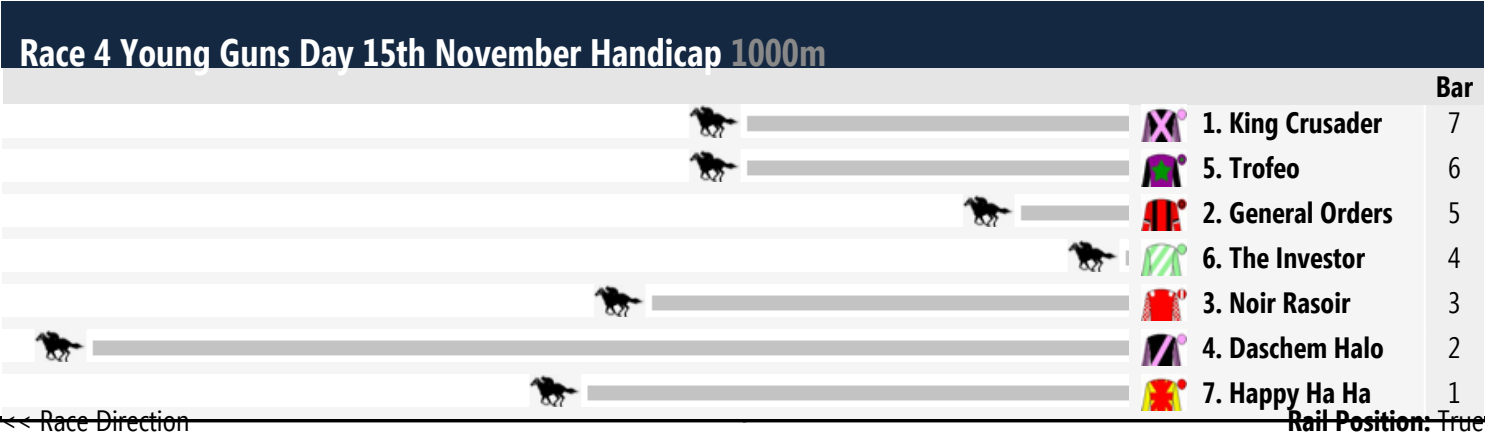 Race 4 Young Guns Day 15th November Handicap 1000m
Bar
1. King Crusader 7
5. Trofeo 6
2. General Orders 5
6. The Investor 4
3. Noir Rasoir 3
4. Daschem Halo 2
7. Happy Ha Ha 1
<< Race Direction Rail Position: True